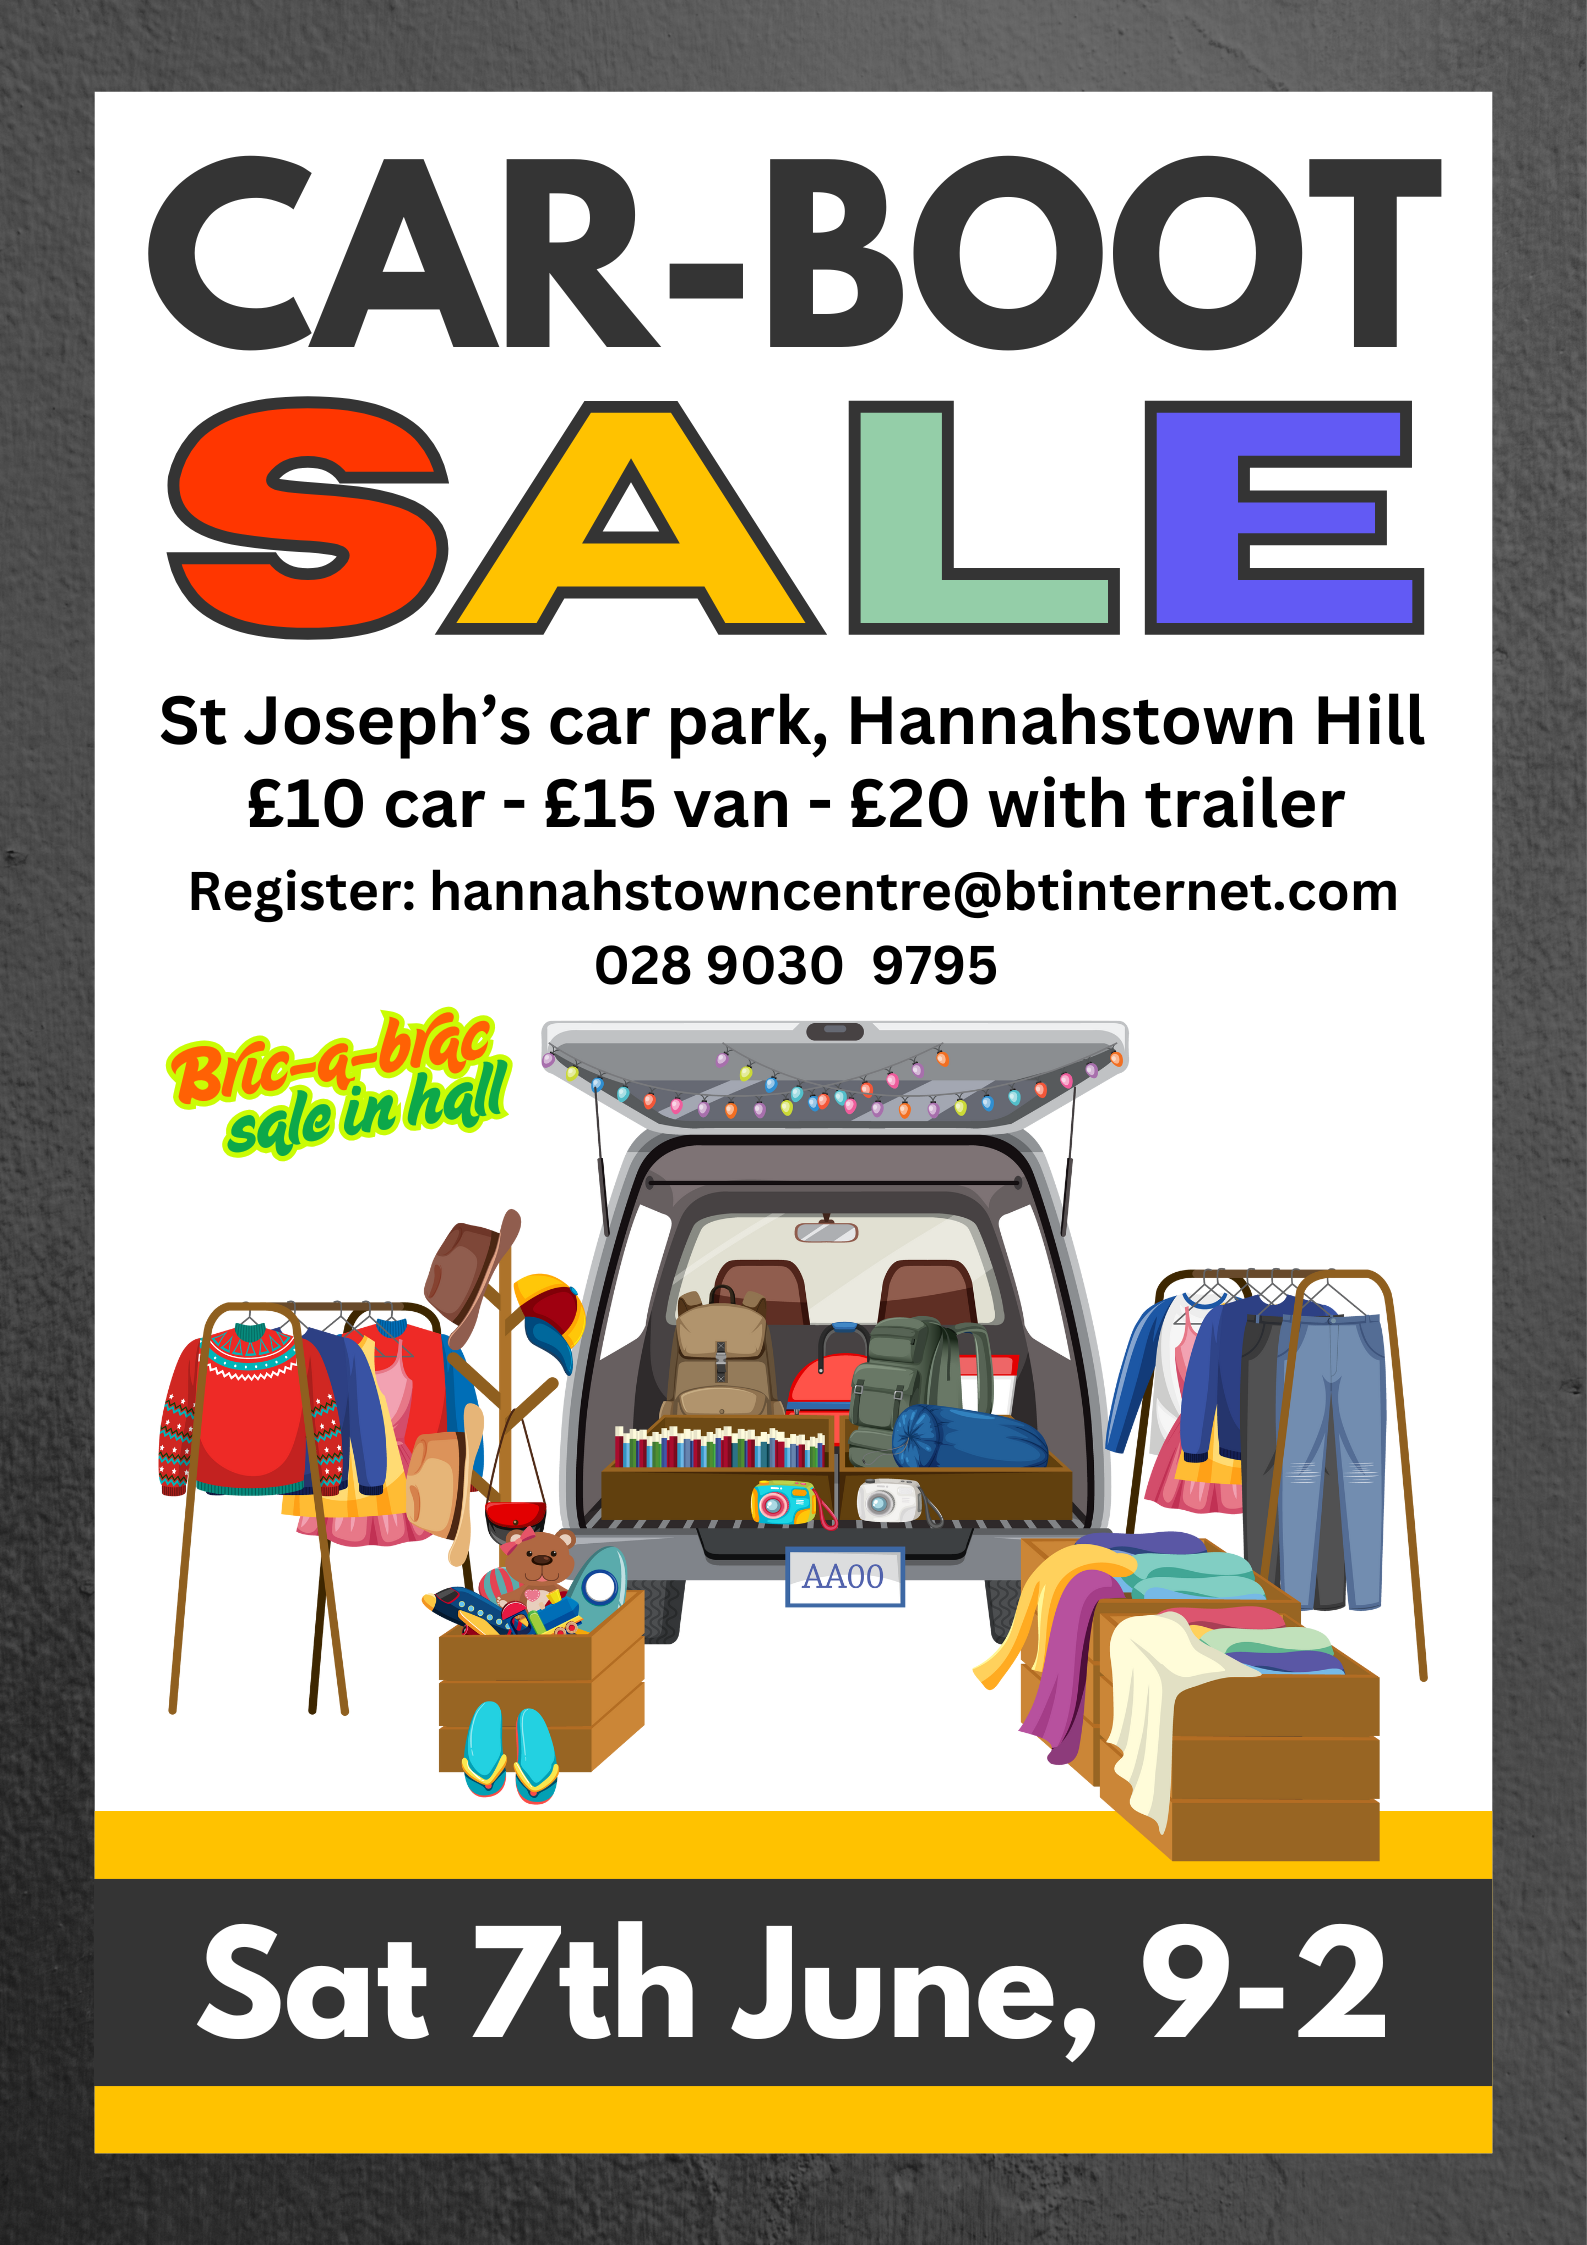 CAR-BOOT
SALE
St Joseph’s car park, Hannahstown Hill
£10 car - £15 van - £20 with trailer
Register: hannahstowncentre@btinternet.com
028 9030  9795
Bric-a-brac
sale in hall
AA00
Sat 7th June, 9-2